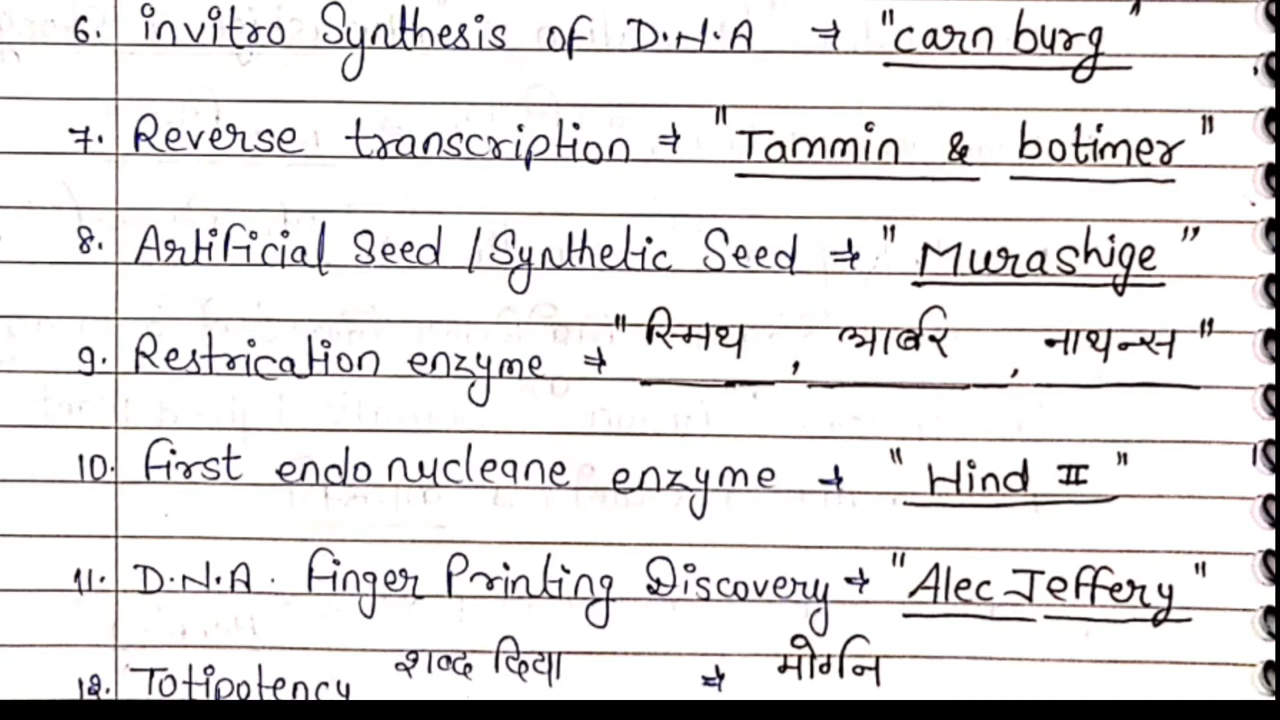 6. invitro Synthesis of D.N.A → "carn burg"
7. Reverse transcription → "Tammin & botimer"
8. Artificial Seed / Synthetic Seed → "Murashige"
9. Restrication enzyme → "स्मिथ, आर्बर, नाथन्स"
10. first endonucleane enzyme → "Hind II"
11. D.N.A. finger Printing Discovery → "Alec Jeffery"
12. Totipotency शब्द दिया → मोर्गन